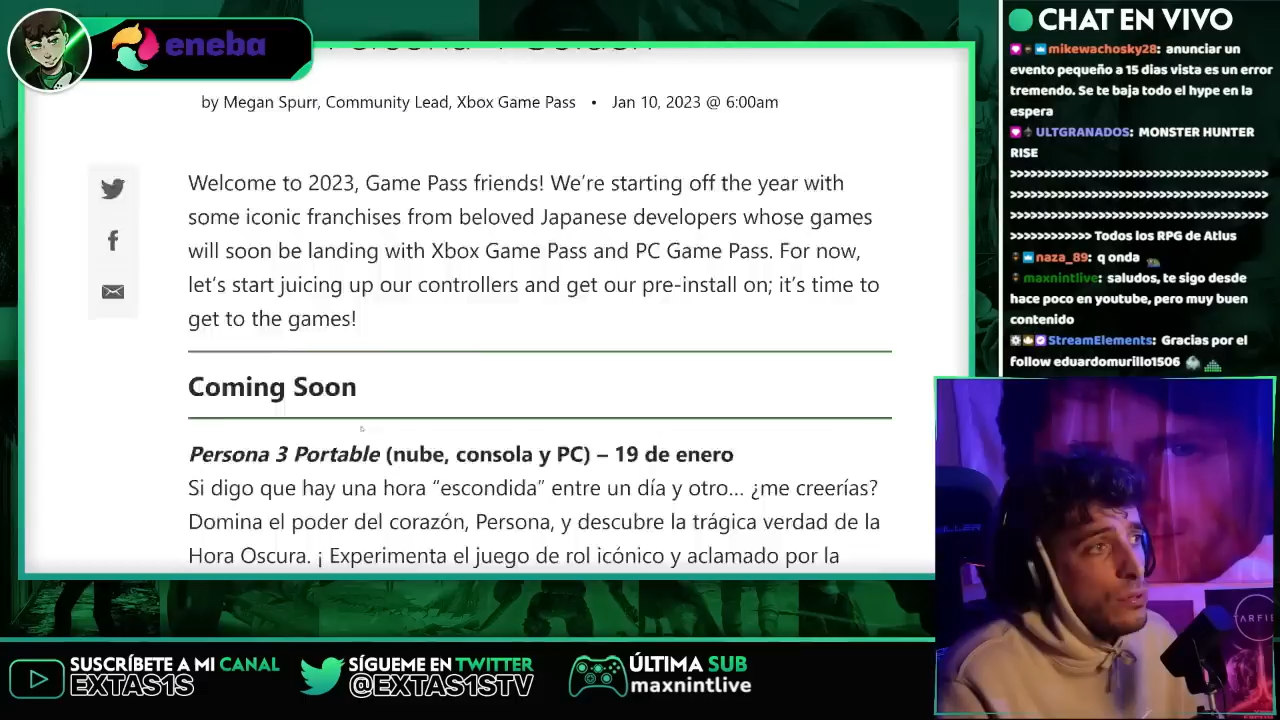 eneba
by Megan Spurr, Community Lead, Xbox Game Pass • Jan 10, 2023 @ 6:00am
Welcome to 2023, Game Pass friends! We’re starting off the year with
some iconic franchises from beloved Japanese developers whose games
will soon be landing with Xbox Game Pass and PC Game Pass. For now,
let’s start juicing up our controllers and get our pre-install on; it’s time to
get to the games!
Coming Soon
Persona 3 Portable (nube, consola y PC) – 19 de enero
Si digo que hay una hora “escondida” entre un día y otro... ¿me creerías?
Domina el poder del corazón, Persona, y descubre la trágica verdad de la
Hora Oscura. ¡ Experimenta el juego de rol icónico y aclamado por la
CHAT EN VIVO
mikewachosky28: anunciar un
evento pequeño a 15 dias vista es un error
tremendo. Se te baja todo el hype en la
espera
ULTGRANADOS: MONSTER HUNTER
RISE
>>>>>>>>>>>>>>>>>>>>>>>>>>>>>>>>>>>>>
>>>>>>>>>>>>>>>>>>>>>>>>>>>>>>>>>>>>>
>>>>>>>>>>>>>>>>>>>>>>>>>>>>>>>>>>>>>
>>>>>>>>>>>> Todos los RPG de Atlus
naza_89: q onda
maxnintlive: saludos, te sigo desde
hace poco en youtube, pero muy buen
contenido
StreamElements: Gracias por el
follow eduardomurillo1506
SUSCRÍBETE A MI CANAL
EXTAS1S
SÍGUEME EN TWITTER
@EXTAS1STV
ÚLTIMA SUB
maxnintlive